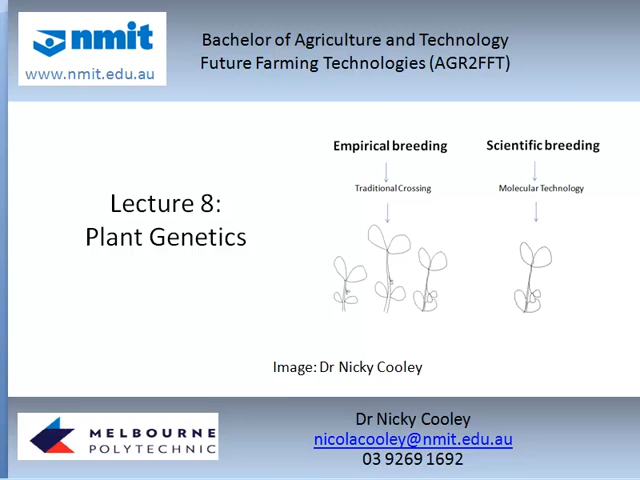 nmit
www.nmit.edu.au
Bachelor of Agriculture and Technology
Future Farming Technologies (AGR2FFT)
Lecture 8:
Plant Genetics
Empirical breeding
Scientific breeding
Traditional Crossing
Molecular Technology
Image: Dr Nicky Cooley
MELBOURNE
POLYTECHNIC
Dr Nicky Cooley
nicolacooley@nmit.edu.au
03 9269 1692